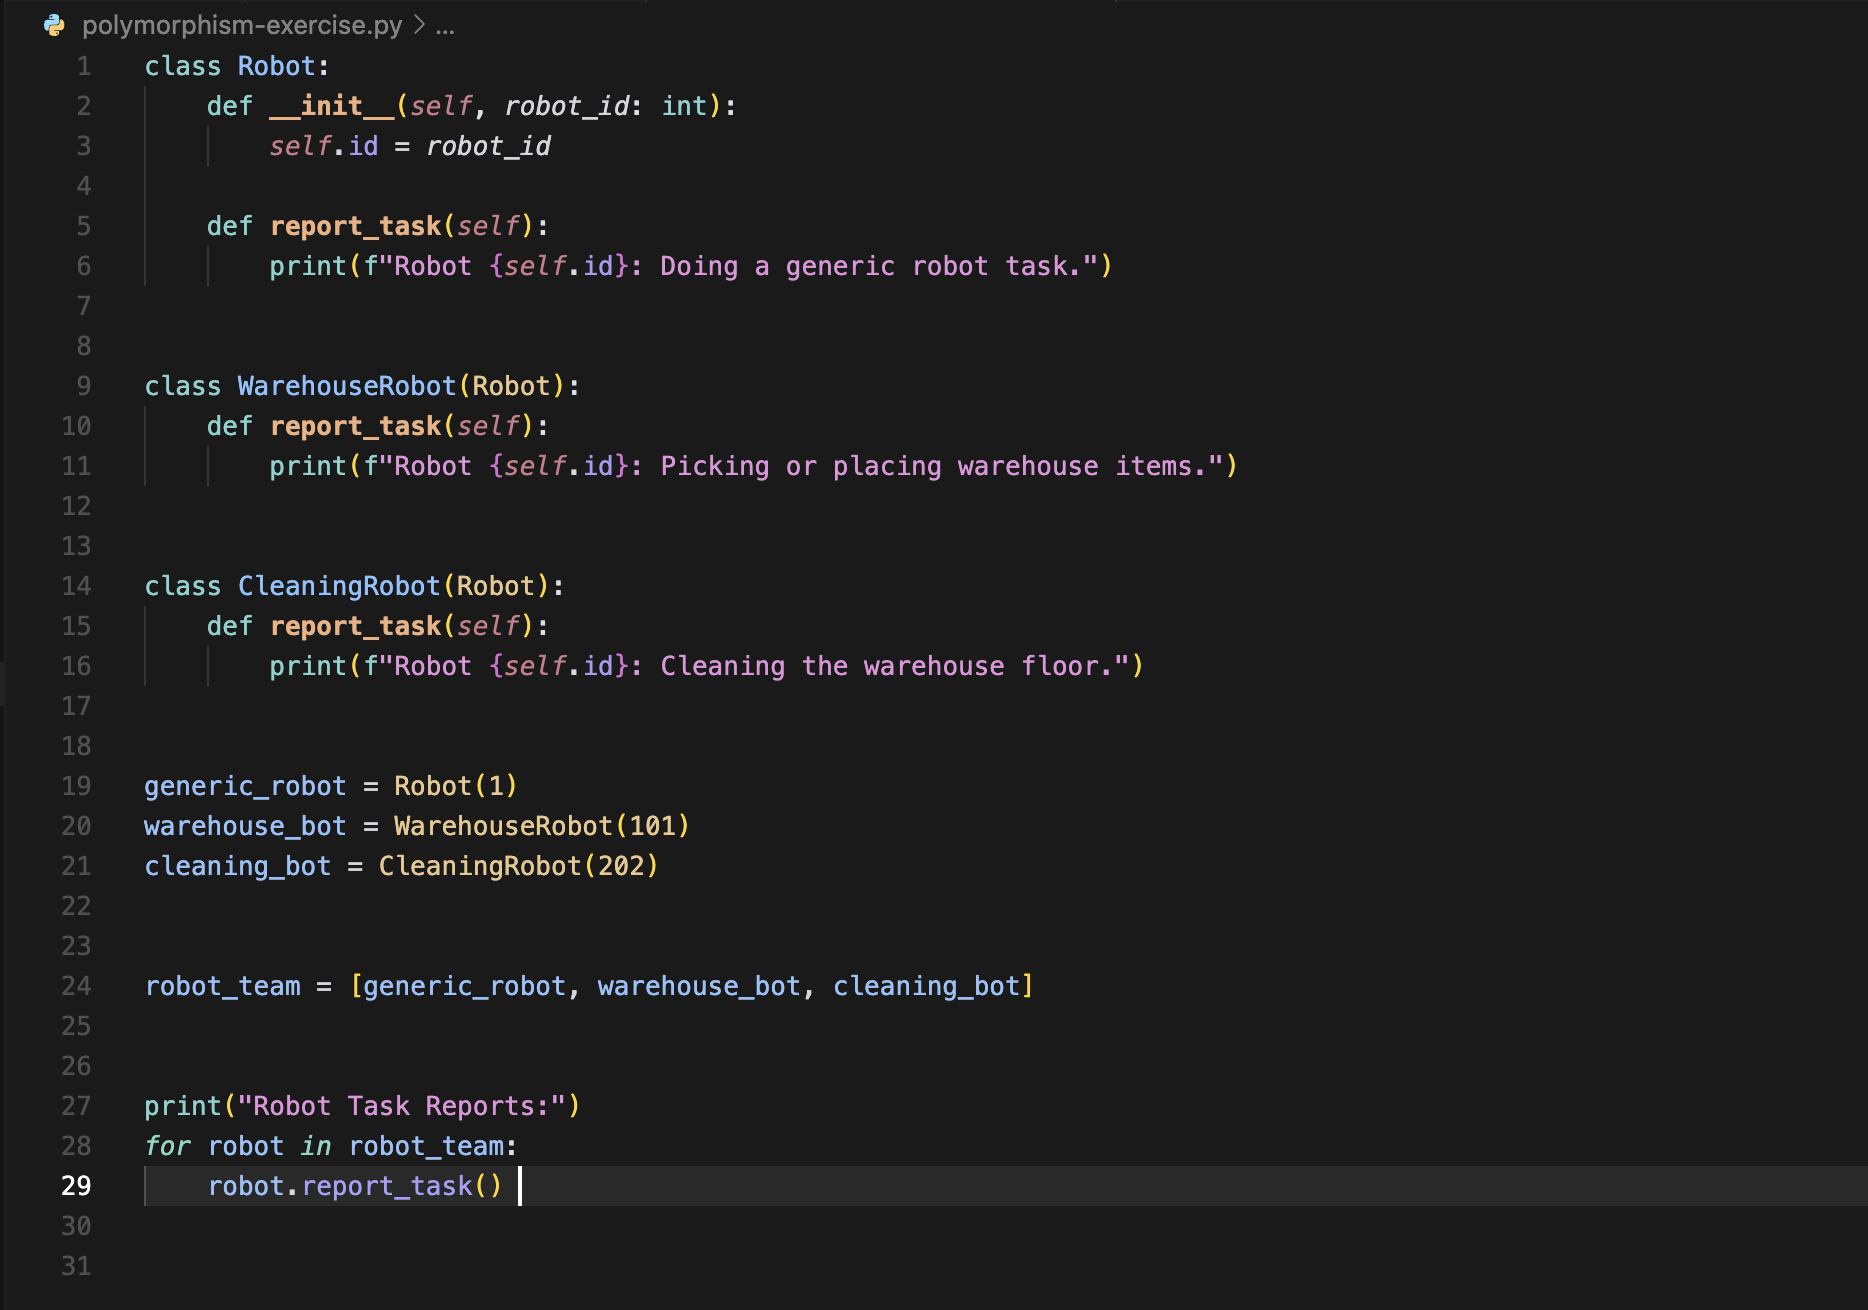 polymorphism-exercise.py > ...
1 class Robot:
2     def __init__(self, robot_id: int):
3         self.id = robot_id
4
5     def report_task(self):
6         print(f"Robot {self.id}: Doing a generic robot task.")
7
8
9 class WarehouseRobot(Robot):
10     def report_task(self):
11         print(f"Robot {self.id}: Picking or placing warehouse items.")
12
13
14 class CleaningRobot(Robot):
15     def report_task(self):
16         print(f"Robot {self.id}: Cleaning the warehouse floor.")
17
18
19 generic_robot = Robot(1)
20 warehouse_bot = WarehouseRobot(101)
21 cleaning_bot = CleaningRobot(202)
22
23
24 robot_team = [generic_robot, warehouse_bot, cleaning_bot]
25
26
27 print("Robot Task Reports:")
28 for robot in robot_team:
29     robot.report_task()
30
31